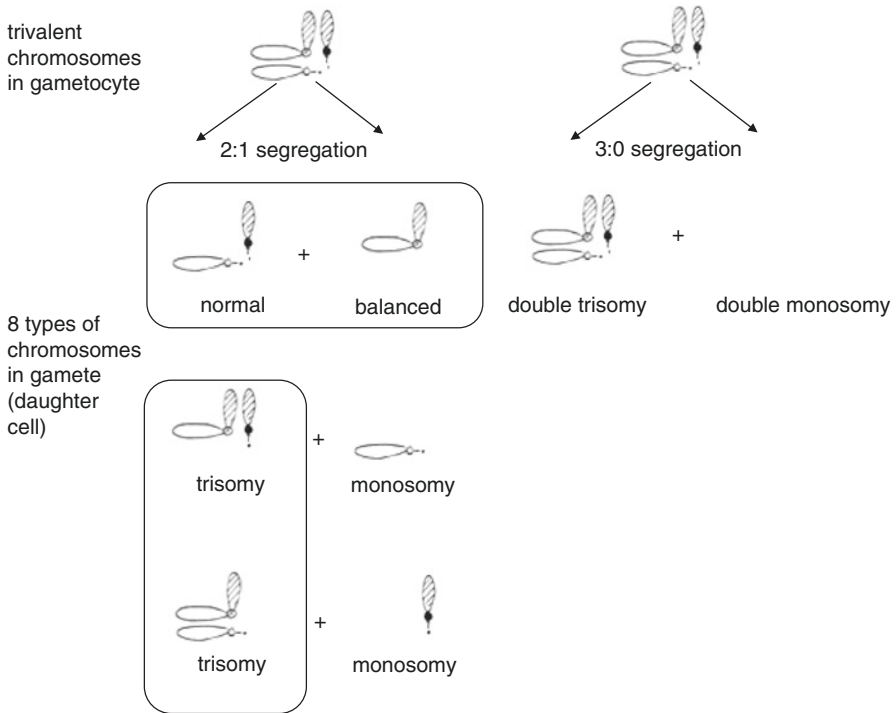 trivalent
chromosomes
in gametocyte
2:1 segregation
3:0 segregation
+
+
normal
balanced
double trisomy
double monosomy
8 types of
chromosomes
in gamete
(daughter
cell)
+
trisomy
monosomy
+
trisomy
monosomy